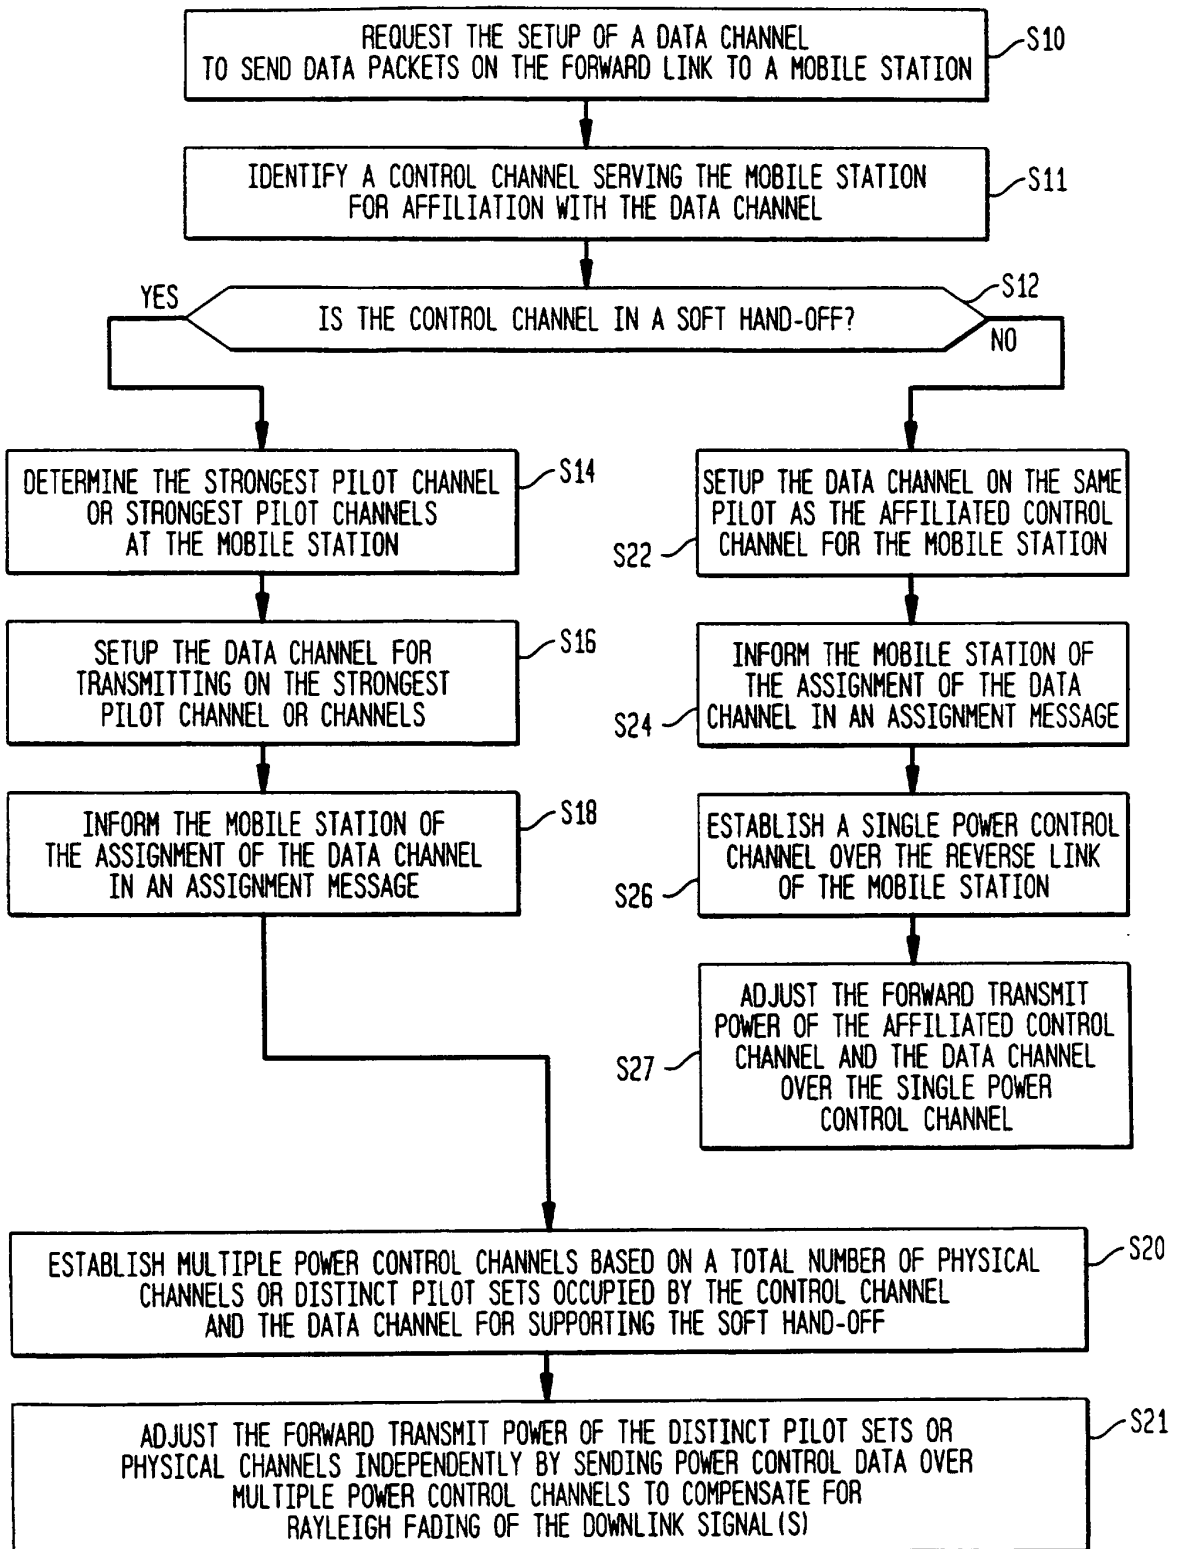 REQUEST THE SETUP OF A DATA CHANNEL
TO SEND DATA PACKETS ON THE FORWARD LINK TO A MOBILE STATION
S10
IDENTIFY A CONTROL CHANNEL SERVING THE MOBILE STATION
FOR AFFILIATION WITH THE DATA CHANNEL
S11
S12
YES
IS THE CONTROL CHANNEL IN A SOFT HAND-OFF?
NO
DETERMINE THE STRONGEST PILOT CHANNEL
OR STRONGEST PILOT CHANNELS
AT THE MOBILE STATION
S14
SETUP THE DATA CHANNEL FOR
TRANSMITTING ON THE STRONGEST
PILOT CHANNEL OR CHANNELS
S16
INFORM THE MOBILE STATION OF
THE ASSIGNMENT OF THE DATA CHANNEL
IN AN ASSIGNMENT MESSAGE
S18
SETUP THE DATA CHANNEL ON THE SAME
PILOT AS THE AFFILIATED CONTROL
CHANNEL FOR THE MOBILE STATION
S22
INFORM THE MOBILE STATION OF
THE ASSIGNMENT OF THE DATA
CHANNEL IN AN ASSIGNMENT MESSAGE
S24
ESTABLISH A SINGLE POWER CONTROL
CHANNEL OVER THE REVERSE LINK
OF THE MOBILE STATION
S26
ADJUST THE FORWARD TRANSMIT
POWER OF THE AFFILIATED CONTROL
CHANNEL AND THE DATA CHANNEL
OVER THE SINGLE POWER
CONTROL CHANNEL
S27
ESTABLISH MULTIPLE POWER CONTROL CHANNELS BASED ON A TOTAL NUMBER OF PHYSICAL
CHANNELS OR DISTINCT PILOT SETS OCCUPIED BY THE CONTROL CHANNEL
AND THE DATA CHANNEL FOR SUPPORTING THE SOFT HAND-OFF
S20
ADJUST THE FORWARD TRANSMIT POWER OF THE DISTINCT PILOT SETS OR
PHYSICAL CHANNELS INDEPENDENTLY BY SENDING POWER CONTROL DATA OVER
MULTIPLE POWER CONTROL CHANNELS TO COMPENSATE FOR
RAYLEIGH FADING OF THE DOWNLINK SIGNAL(S)
S21